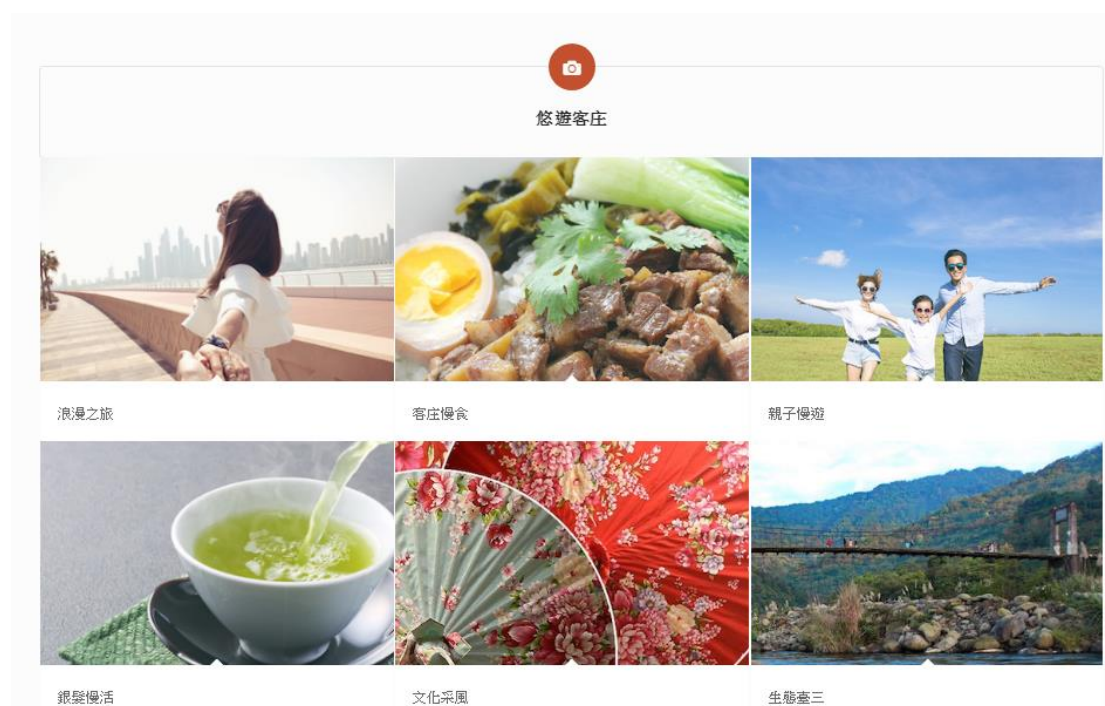 悠遊客庄
浪漫之旅
客庄慢食
親子慢遊
銀髮慢活
文化采風
生態臺三